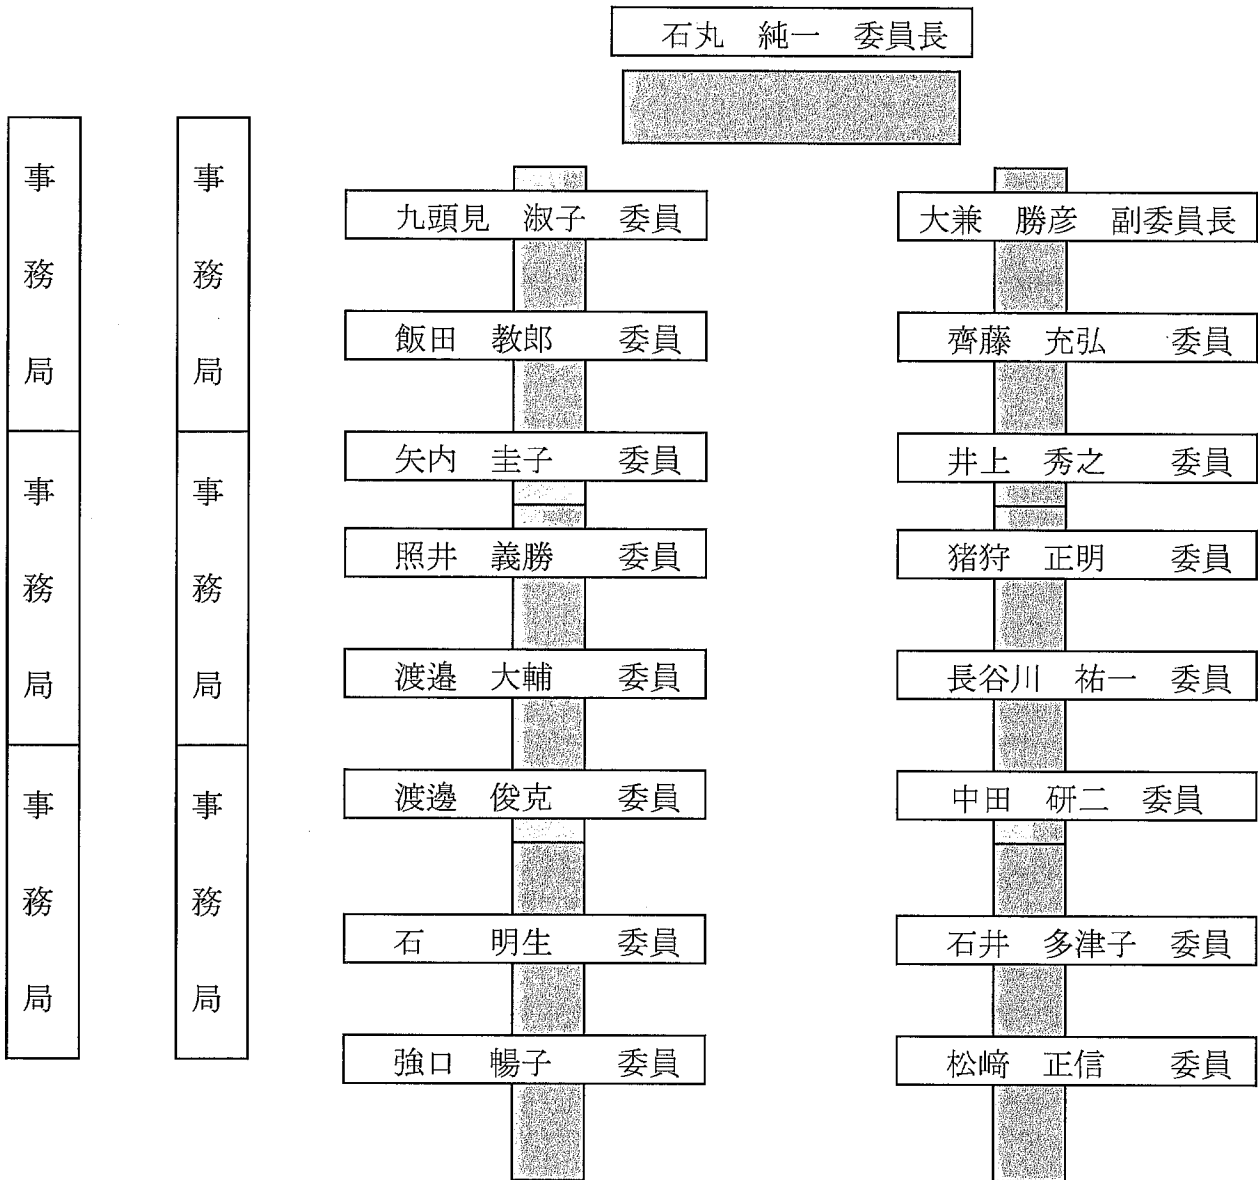 石丸　純一　委員長
事務局
事務局
事務局
事務局
事務局
事務局
九頭見　淑子　委員
飯田　教郎　委員
矢内　圭子　委員
照井　義勝　委員
渡邉　大輔　委員
渡邊　俊克　委員
石　明生　委員
強口　暢子　委員
大兼　勝彦　副委員長
齊藤　充弘　委員
井上　秀之　委員
猪狩　正明　委員
長谷川　祐一　委員
中田　研二　委員
石井　多津子　委員
松﨑　正信　委員